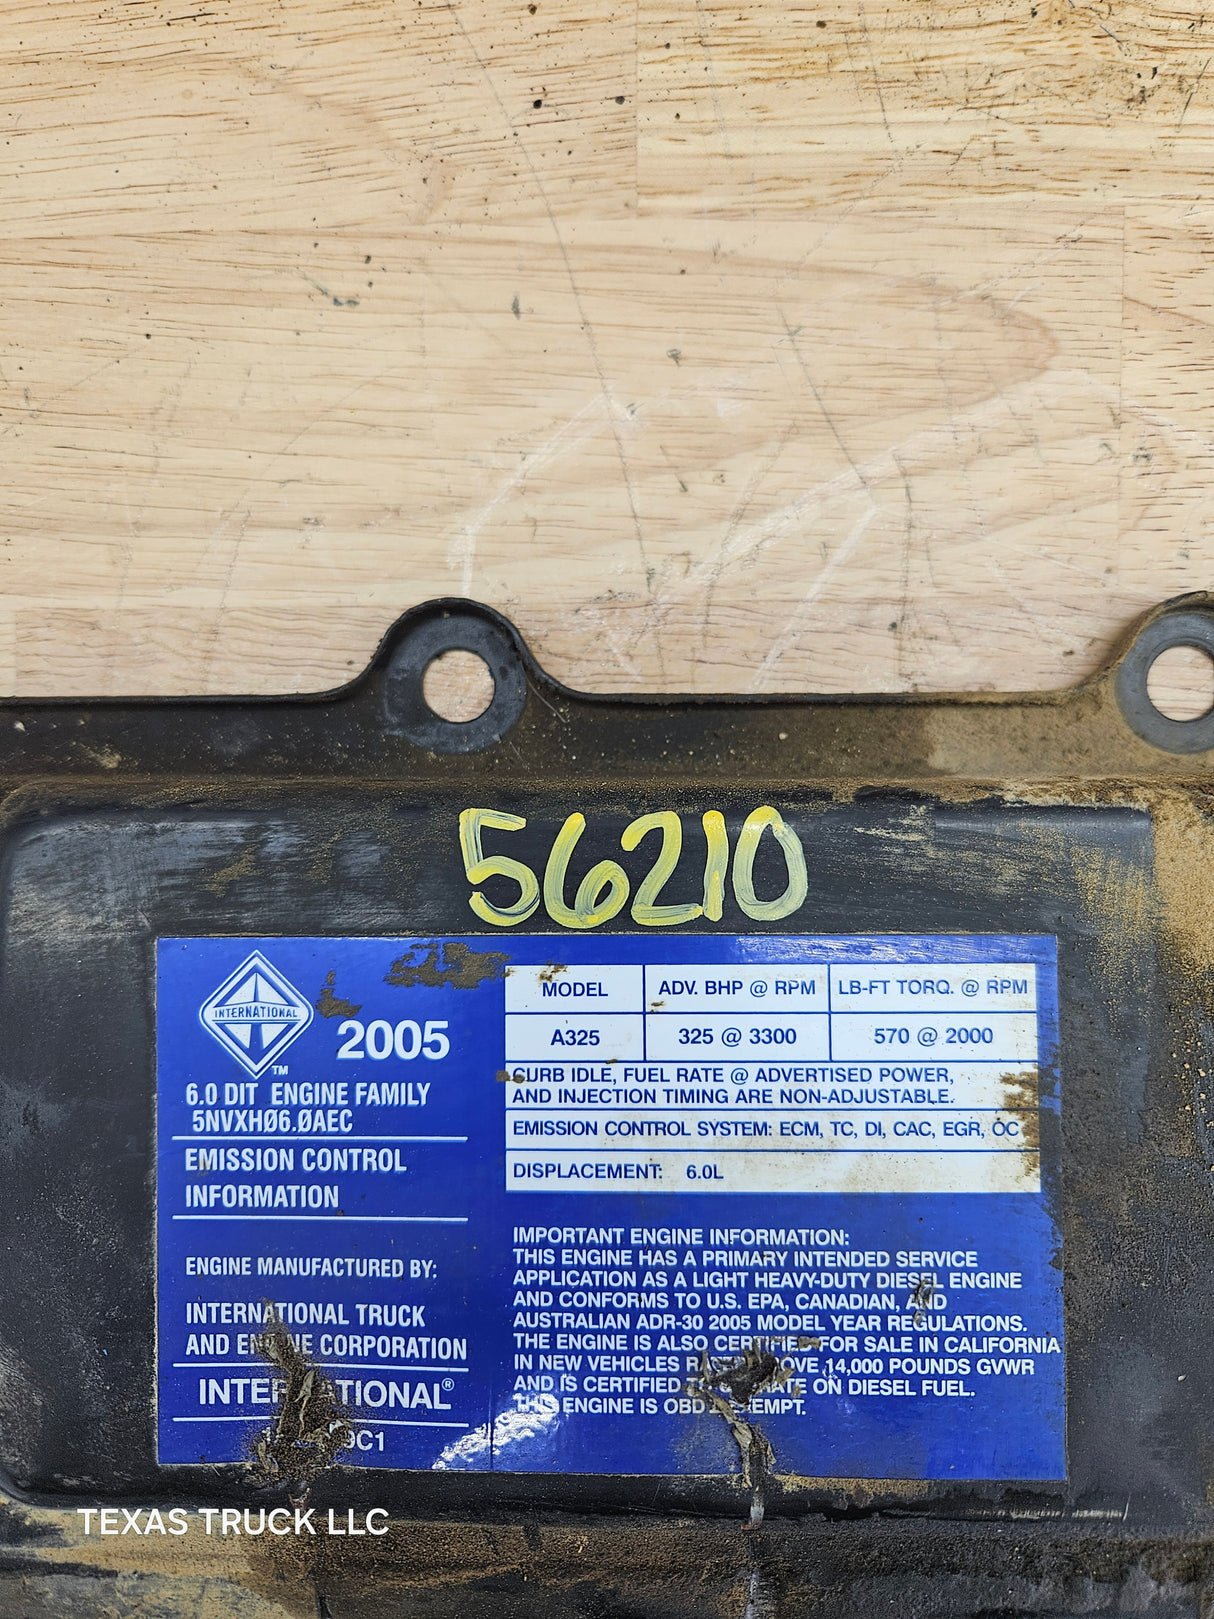 56210
INTERNATIONAL
TM
2005
6.0 DIT ENGINE FAMILY
5NVXHØ6.ØAEC
EMISSION CONTROL
INFORMATION
ENGINE MANUFACTURED BY:
INTERNATIONAL TRUCK
AND ENGINE CORPORATION
INTERNATIONAL®
MODEL ADV. BHP @ RPM LB-FT TORQ. @ RPM
A325 325 @ 3300 570 @ 2000
CURB IDLE, FUEL RATE @ ADVERTISED POWER,
AND INJECTION TIMING ARE NON-ADJUSTABLE.
EMISSION CONTROL SYSTEM: ECM, TC, DI, CAC, EGR, OC
DISPLACEMENT: 6.0L
IMPORTANT ENGINE INFORMATION:
THIS ENGINE HAS A PRIMARY INTENDED SERVICE
APPLICATION AS A LIGHT HEAVY-DUTY DIESEL ENGINE
AND CONFORMS TO U.S. EPA, CANADIAN, AND
AUSTRALIAN ADR-30 2005 MODEL YEAR REGULATIONS.
THE ENGINE IS ALSO CERTIFIED FOR SALE IN CALIFORNIA
IN NEW VEHICLES 14,000 POUNDS GVWR
AND IS CERTIFIED TO ON DIESEL FUEL.
THIS ENGINE IS OBD
TEXAS TRUCK LLC